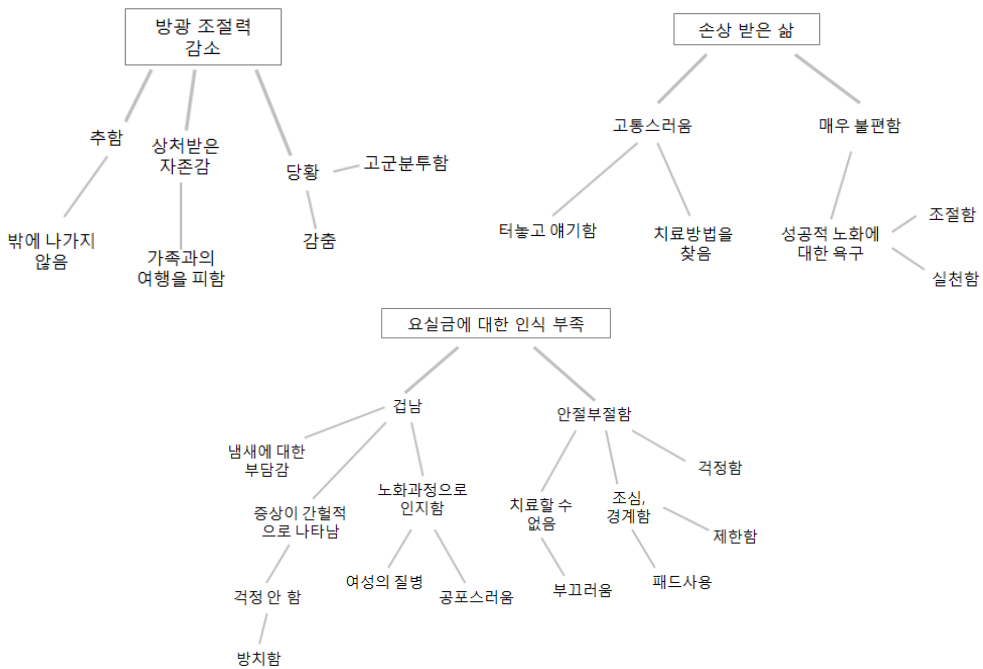 방광 조절력
감소
추함
상처받은
자존감
당황
고군분투함
밖에 나가지
않음
가족과의
여행을 피함
감춤
손상 받은 삶
고통스러움
매우 불편함
터놓고 얘기함
치료방법을
찾음
성공적 노화에
대한 욕구
조절함
실천함
요실금에 대한 인식 부족
겁남
안절부절함
냄새에 대한
부담감
증상이 간헐적
으로 나타남
노화과정으로
인지함
치료할 수
없음
조심,
경계함
걱정함
제한함
걱정 안 함
여성의 질병
공포스러움
부끄러움
패드사용
방치함